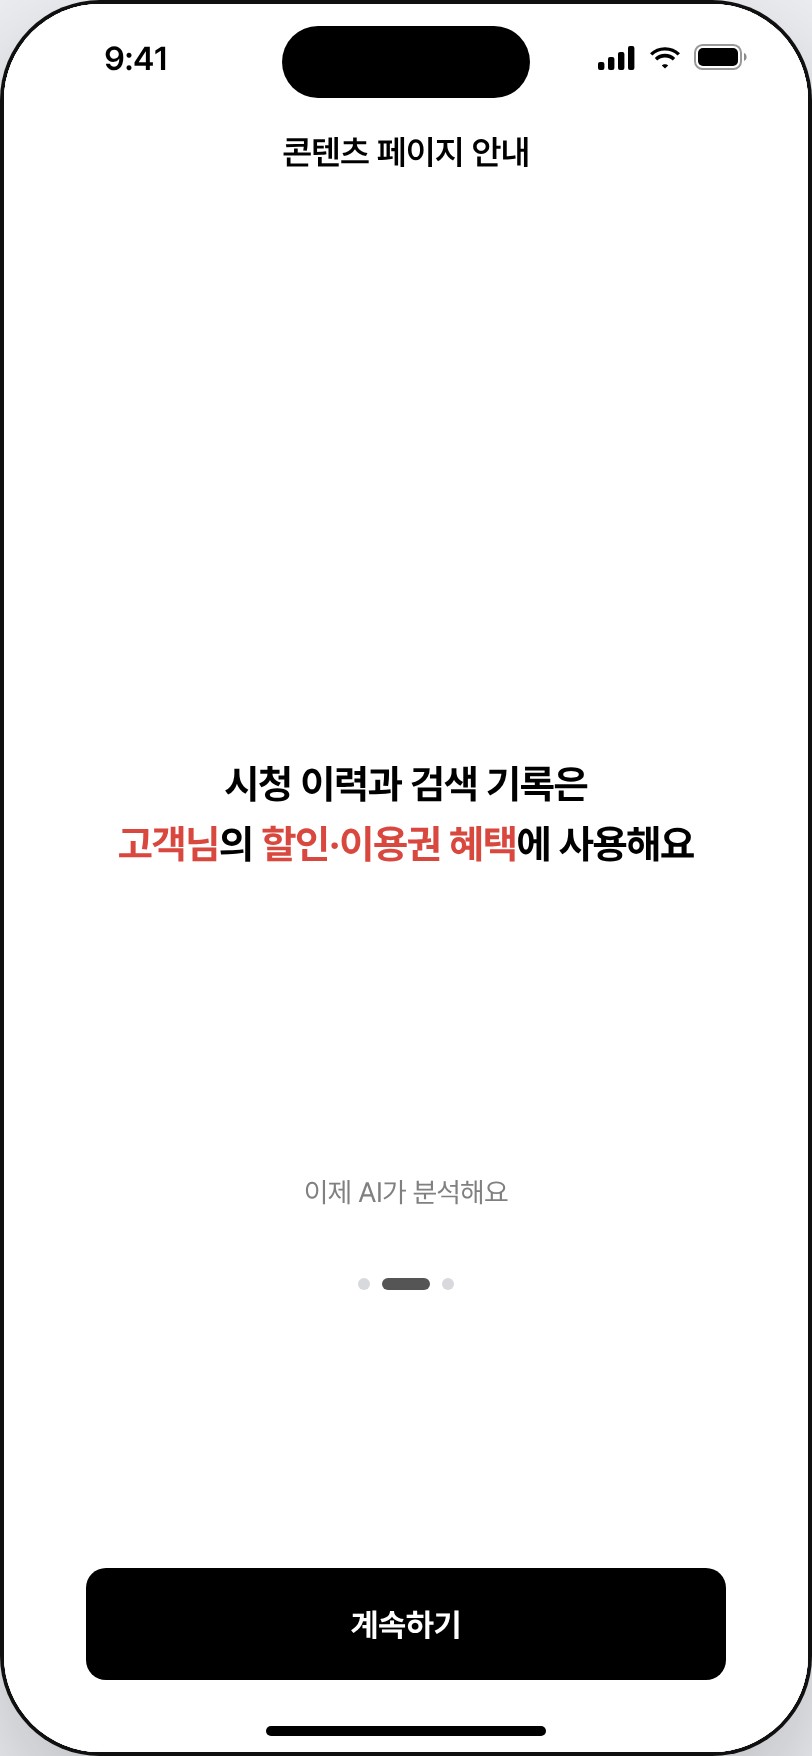 9:41
콘텐츠 페이지 안내
시청 이력과 검색 기록은
고객님의 할인·이용권 혜택에 사용해요
이제 AI가 분석해요
계속하기